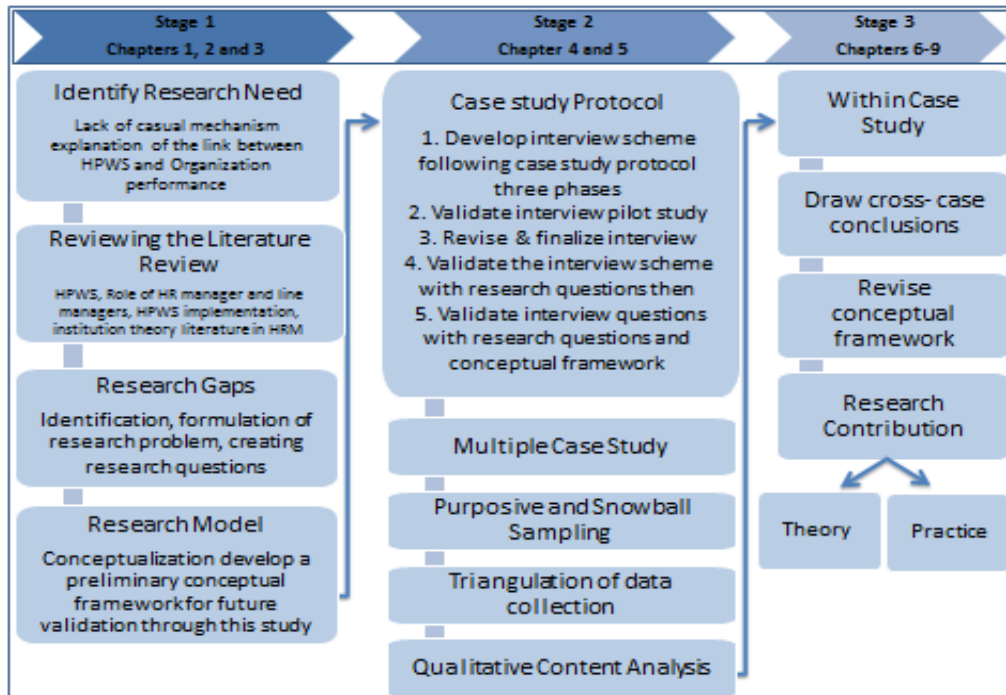 Stage 1
Chapters 1, 2 and 3
Identify Research Need
Lack of casual mechanism
explanation of the link between
HPWS and Organization
performance
Reviewing the Literature
Review
HPWS, Role of HR manager and line
managers, HPWS implementation,
institution theory literature in HRM
Research Gaps
Identification, formulation of
research problem, creating
research questions
Research Model
Conceptualization develop a
preliminary conceptual
framework for future
validation through this study
Stage 2
Chapter 4 and 5
Case study Protocol
1. Develop interview scheme
following case study protocol
three phases
2. Validate interview pilot study
3. Revise & finalize interview
4. Validate the interview scheme
with research questions then
5. Validate interview questions
with research questions and
conceptual framework
Multiple Case Study
Purposive and Snowball
Sampling
Triangulation of data
collection
Qualitative Content Analysis
Stage 3
Chapters 6-9
Within Case
Study
Draw cross- case
conclusions
Revise
conceptual
framework
Research
Contribution
Theory
Practice